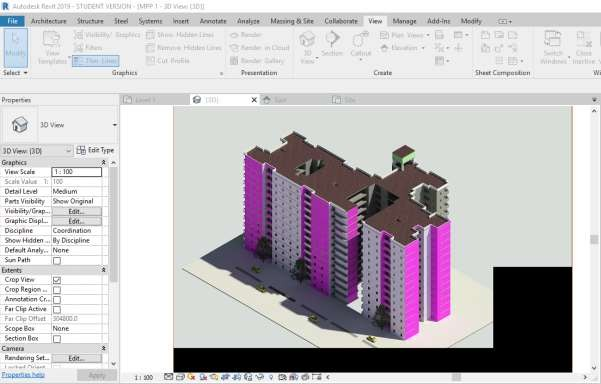 Autodesk Revit 2019 - STUDENT VERSION - [MPP 1 - 3D View: {3D}]
File Architecture Structure Steel Systems Insert Annotate Analyze Massing & Site Collaborate View Manage Add-Ins Modify
Modify
View Templates
Visibility/ Graphics
Filters
Thin Lines
Show Hidden Lines
Remove Hidden Lines
Cut Profile
Render
Render in Cloud
Render Gallery
3D View
Section
Callout
Plan Views
Elevation
Switch Windows
Close Inactive
Select
Graphics
Presentation
Create
Sheet Composition
Properties
Level 1
{3D}
East
Site
3D View
3D View: {3D}
Edit Type
Graphics
View Scale 1 : 100
Scale Value 1: 100
Detail Level Medium
Parts Visibility Show Original
Visibility/Grap... Edit...
Graphic Displ... Edit...
Discipline Coordination
Show Hidden ... By Discipline
Default Analy... None
Sun Path
Extents
Crop View
Crop Region ...
Annotation Cr...
Far Clip Active
Far Clip Offset 304800.0
Scope Box None
Section Box
Camera
Rendering Set... Edit...
Properties help
Apply
1 : 100